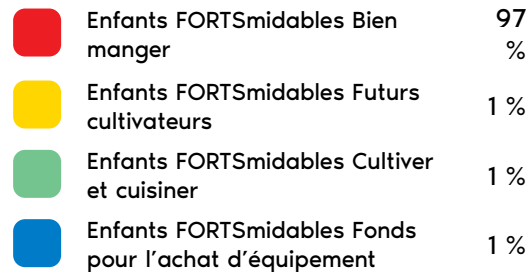 Enfants FORTSmidables Bien 97
manger %
Enfants FORTSmidables Futurs
cultivateurs 1 %
Enfants FORTSmidables Cultiver
et cuisiner 1 %
Enfants FORTSmidables Fonds
pour l’achat d’équipement 1 %